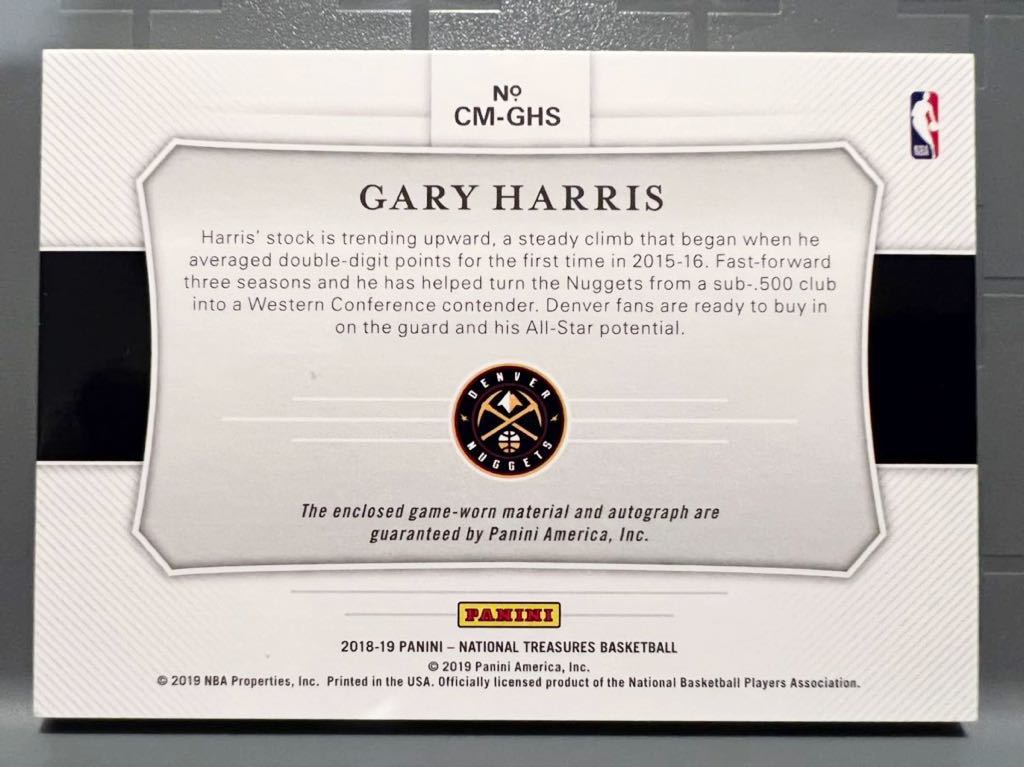 Nº
CM-GHS
NBA
GARY HARRIS
Harris' stock is trending upward, a steady climb that began when he
averaged double-digit points for the first time in 2015-16. Fast-forward
three seasons and he has helped turn the Nuggets from a sub-.500 club
into a Western Conference contender. Denver fans are ready to buy in
on the guard and his All-Star potential.
DENVER
NUGGETS
The enclosed game-worn material and autograph are
guaranteed by Panini America, Inc.
PANINI
2018-19 PANINI – NATIONAL TREASURES BASKETBALL
© 2019 Panini America, Inc.
© 2019 NBA Properties, Inc. Printed in the USA. Officially licensed product of the National Basketball Players Association.